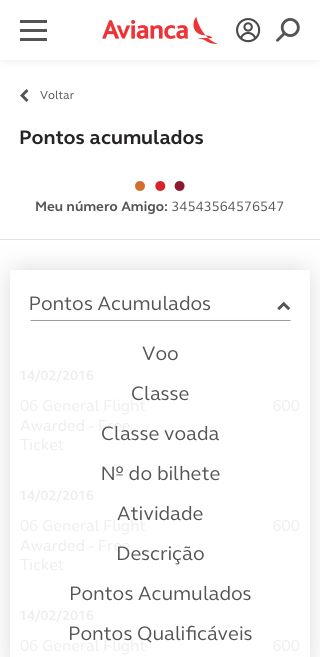 Avianca
Voltar
Pontos acumulados
Meu número Amigo: 34543564576547
Pontos Acumulados
Voo
14/02/2016
Classe
06 General Flight 600
Awarded - Free
Classe voada
Ticket
Nº do bilhete
14/02/2016
Atividade
06 General Flight 600
Awarded - Free
Descrição
Ticket
Pontos Acumulados
14/02/2016
Pontos Qualificáveis
06 General Flight 600